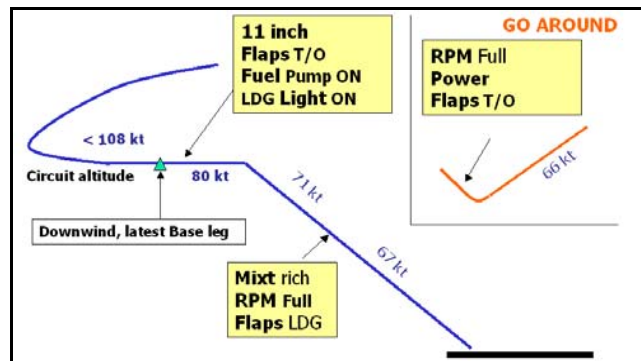 11 inch
Flaps T/O
Fuel Pump ON
LDG Light ON
< 108 kt
Circuit altitude
80 kt
Downwind, latest Base leg
71 kt
67 kt
Mixt rich
RPM Full
Flaps LDG
GO AROUND
RPM Full
Power
Flaps T/O
66 kt